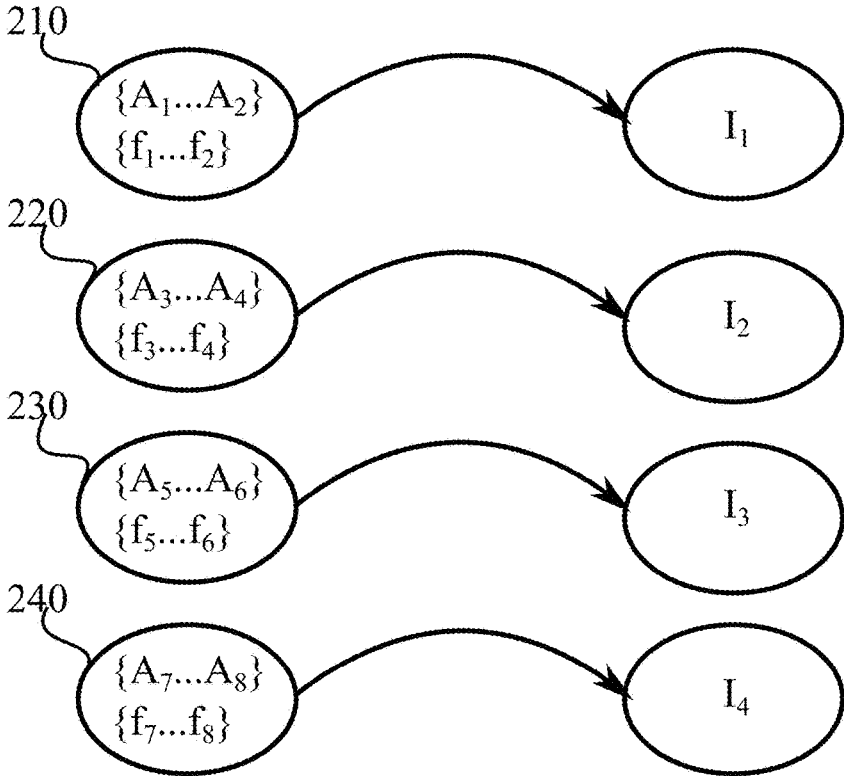 210
{A₁...A₂}
{f₁...f₂}
I₁
220
{A₃...A₄}
{f₃...f₄}
I₂
230
{A₅...A₆}
{f₅...f₆}
I₃
240
{A₇...A₈}
{f₇...f₈}
I₄